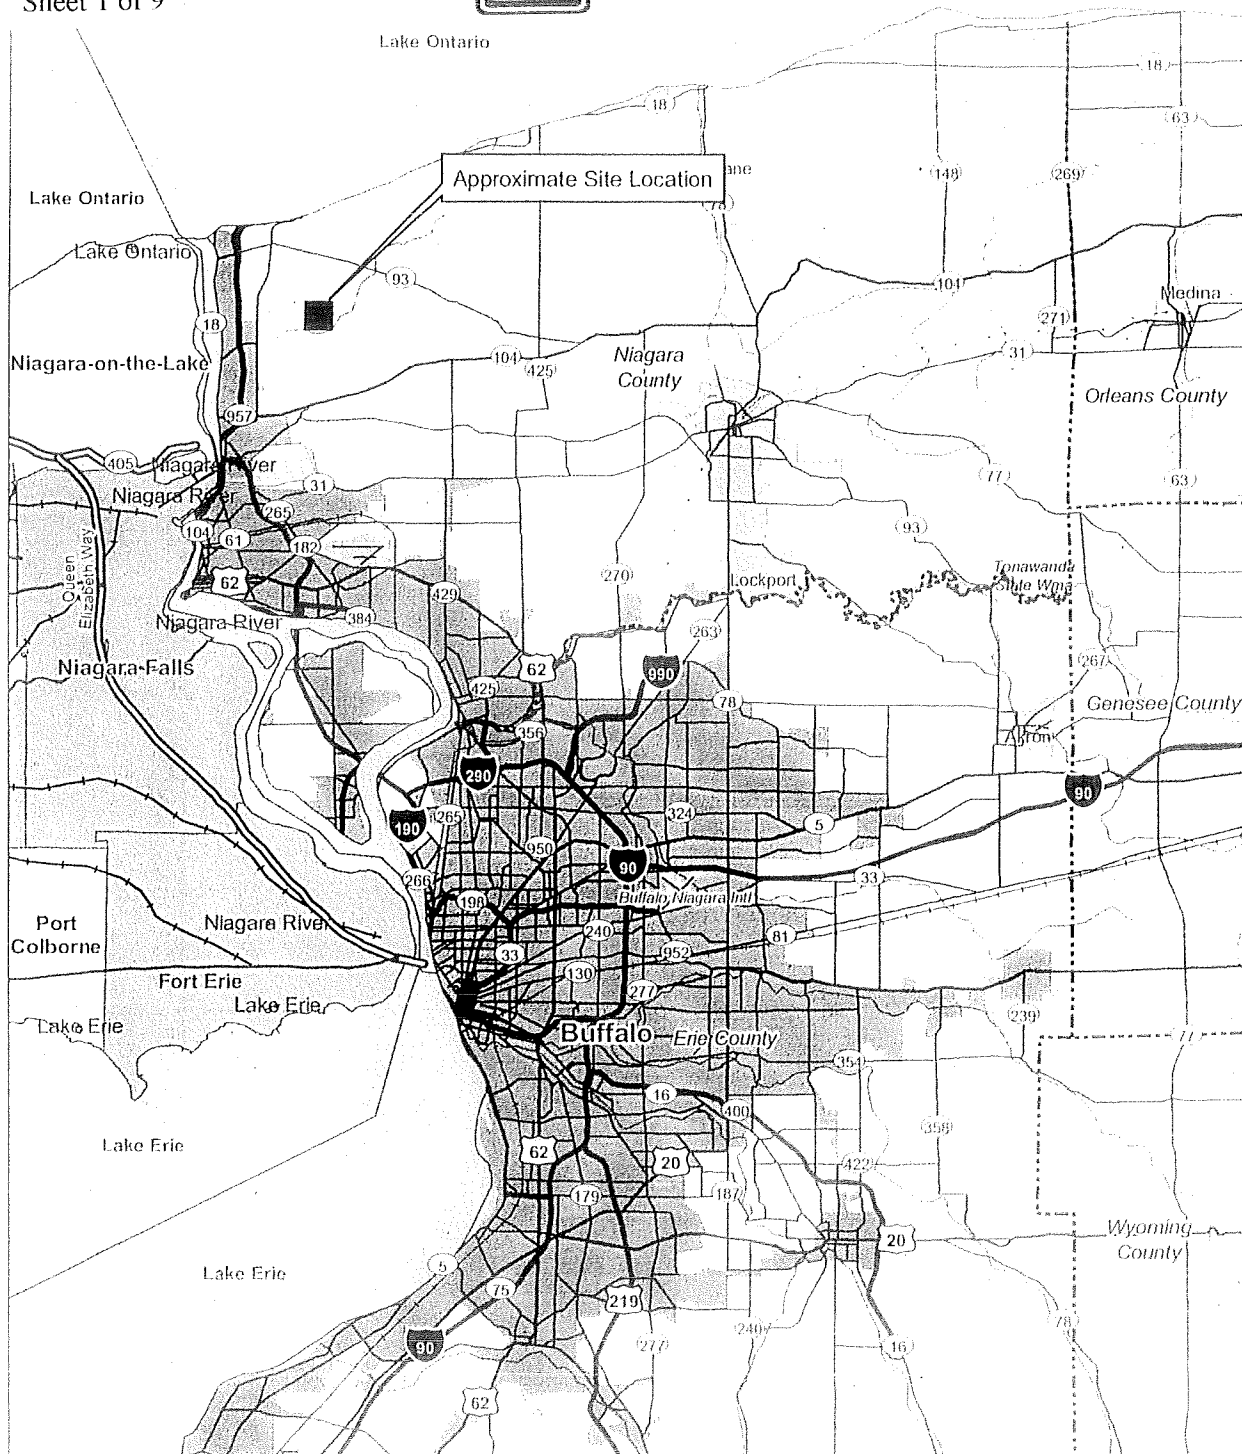 Sheet 1 of 9
Lake Ontario
18
18
63
Approximate Site Location
148
269
Lake Ontario
78
Lake Ontario
93
104
Medina
18
271
Niagara-on-the-Lake
104
425
Niagara
County
31
Orleans County
957
405
Niagara River
31
77
63
Niagara River
265
104
61
182
93
Queen
Elizabeth Way
62
270
Lockport
Tonawanda
State Wma
429
384
Niagara River
263
Niagara Falls
62
990
267
425
78
Genesee County
356
Akron
290
90
190
265
324
5
950
90
266
33
198
Buffalo Niagara Intl
Port
Colborne
Niagara River
240
81
33
952
Fort Erie
130
277
Lake Erie
239
Lake Erie
Buffalo
Erie County
77
354
16
400
358
Lake Erie
62
20
422
179
187
Wyoming
County
20
Lake Erie
5
75
219
240
78
90
277
16
62